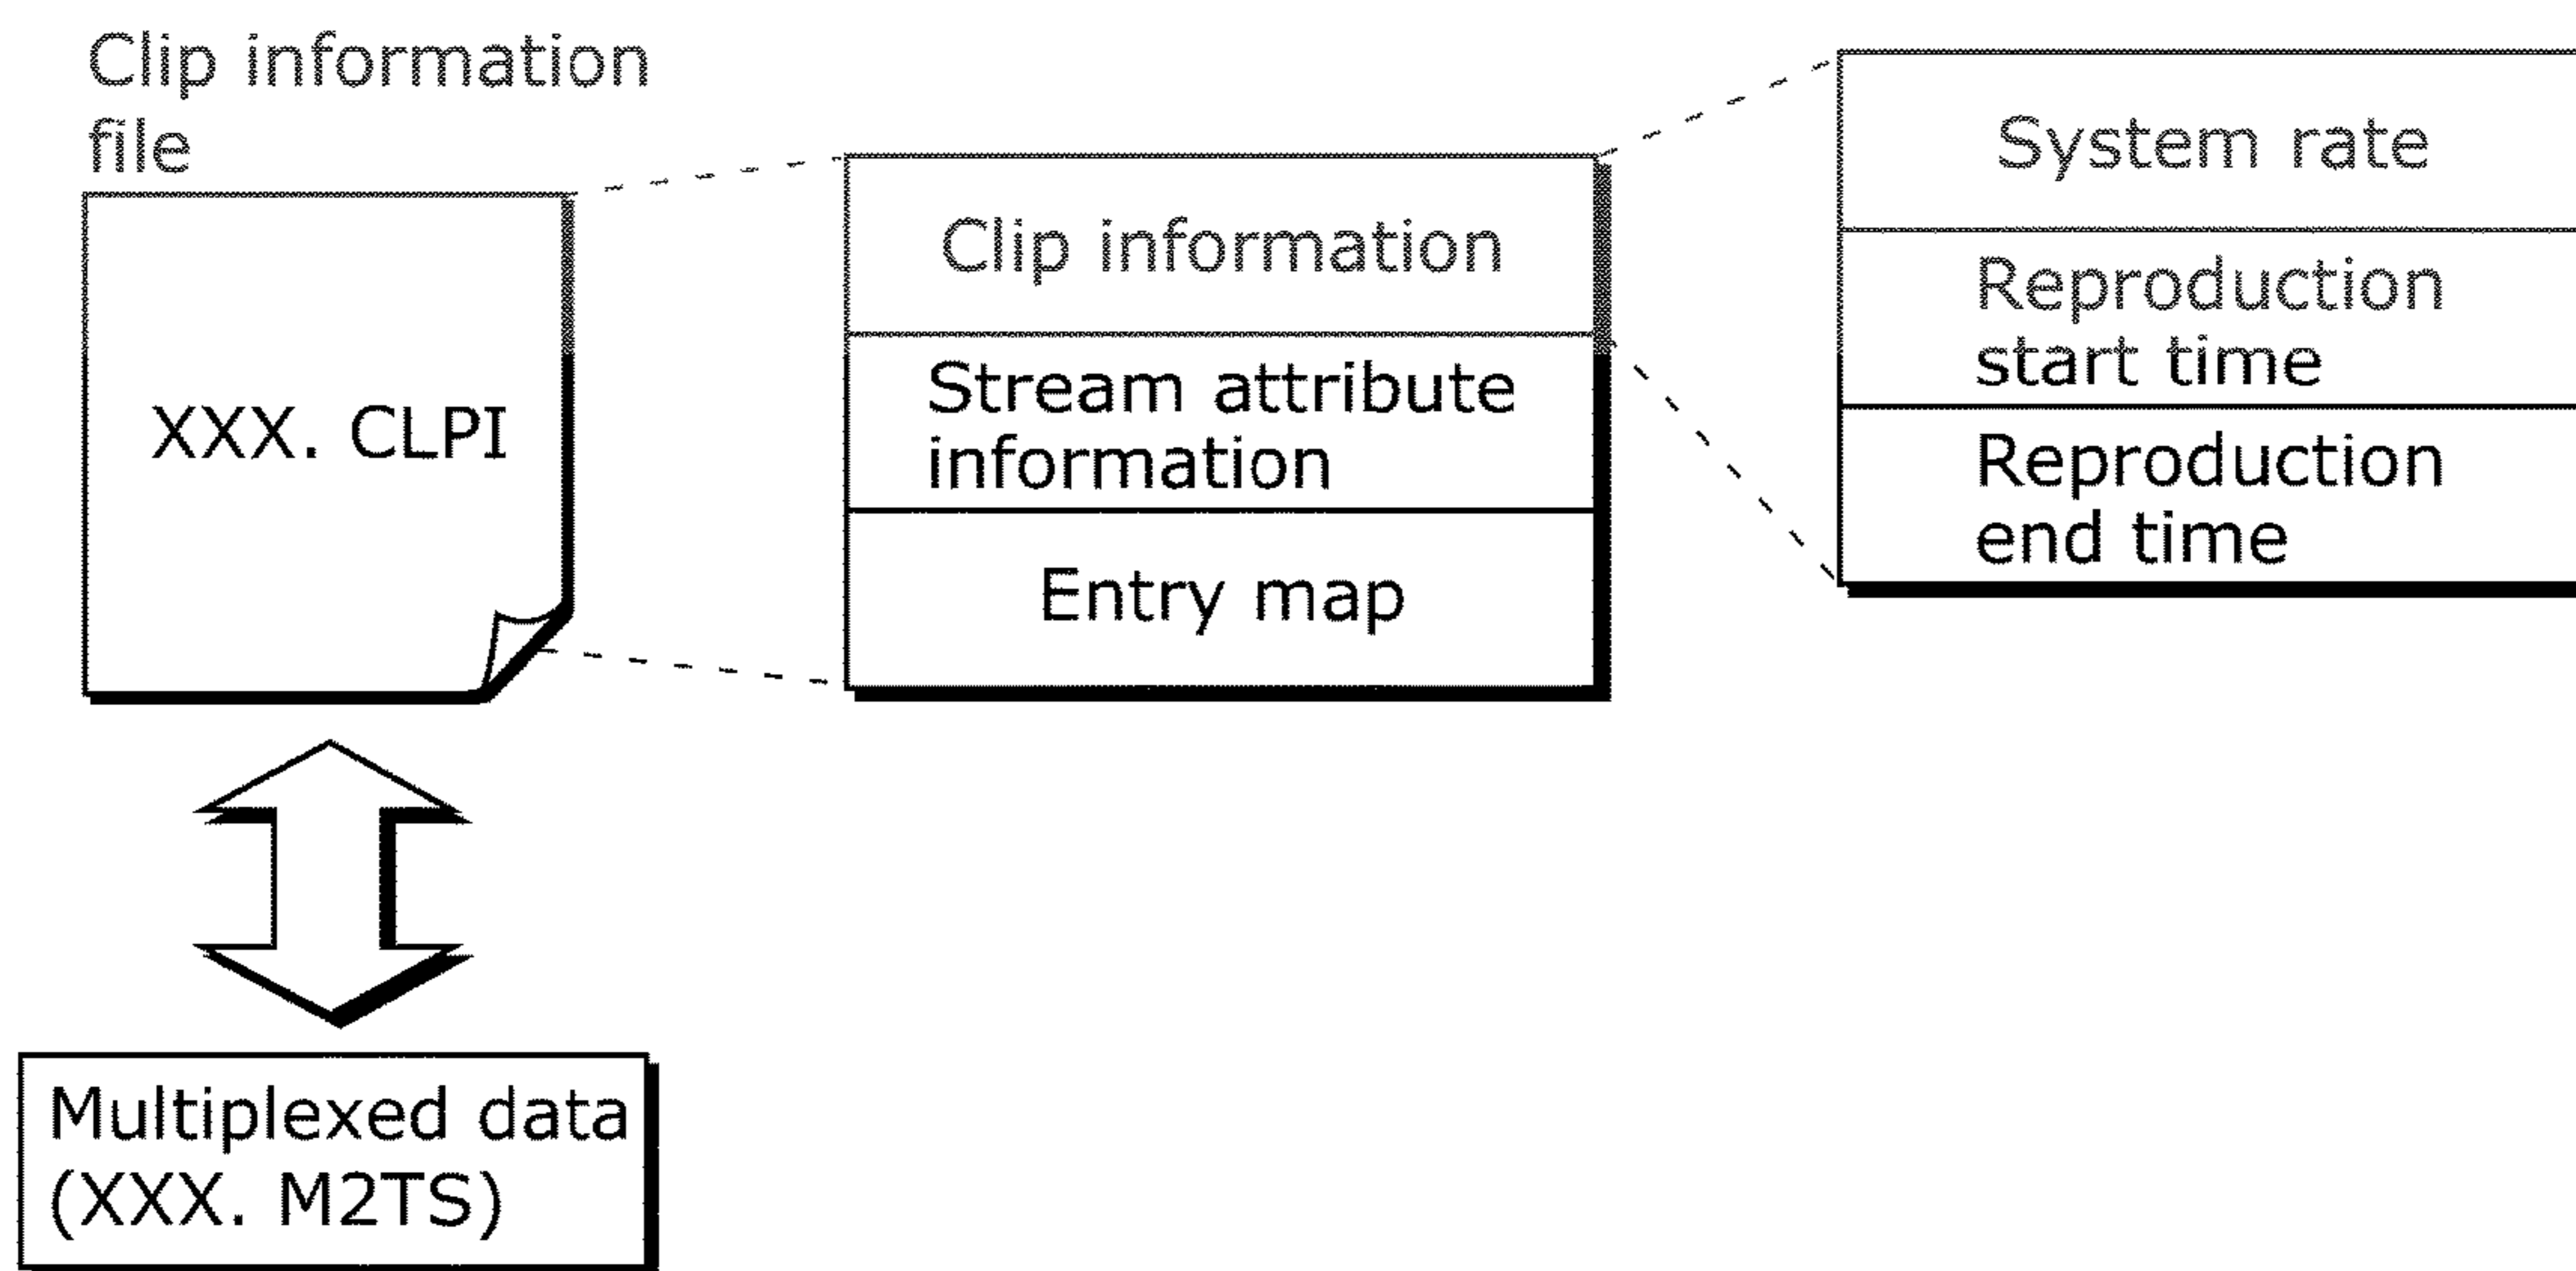 Clip information
file
XXX. CLPI
Clip information
Stream attribute
information
Entry map
System rate
Reproduction
start time
Reproduction
end time
Multiplexed data
(XXX. M2TS)